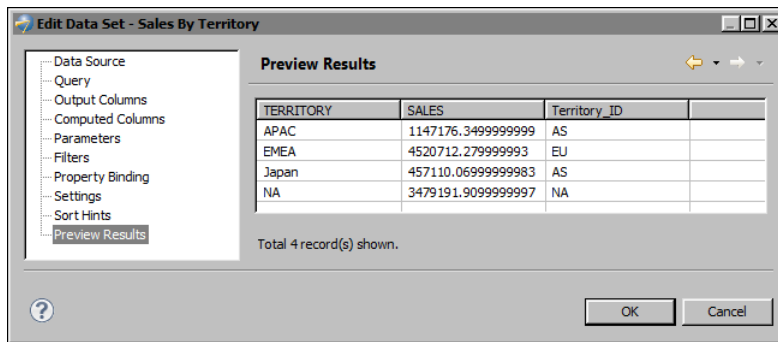 Edit Data Set - Sales By Territory
Data Source
Query
Output Columns
Computed Columns
Parameters
Filters
Property Binding
Settings
Sort Hints
Preview Results
Preview Results
TERRITORY SALES Territory_ID
APAC 1147176.3499999999 AS
EMEA 4520712.279999993 EU
Japan 457110.06999999983 AS
NA 3479191.9099999997 NA
Total 4 record(s) shown.
?
OK Cancel